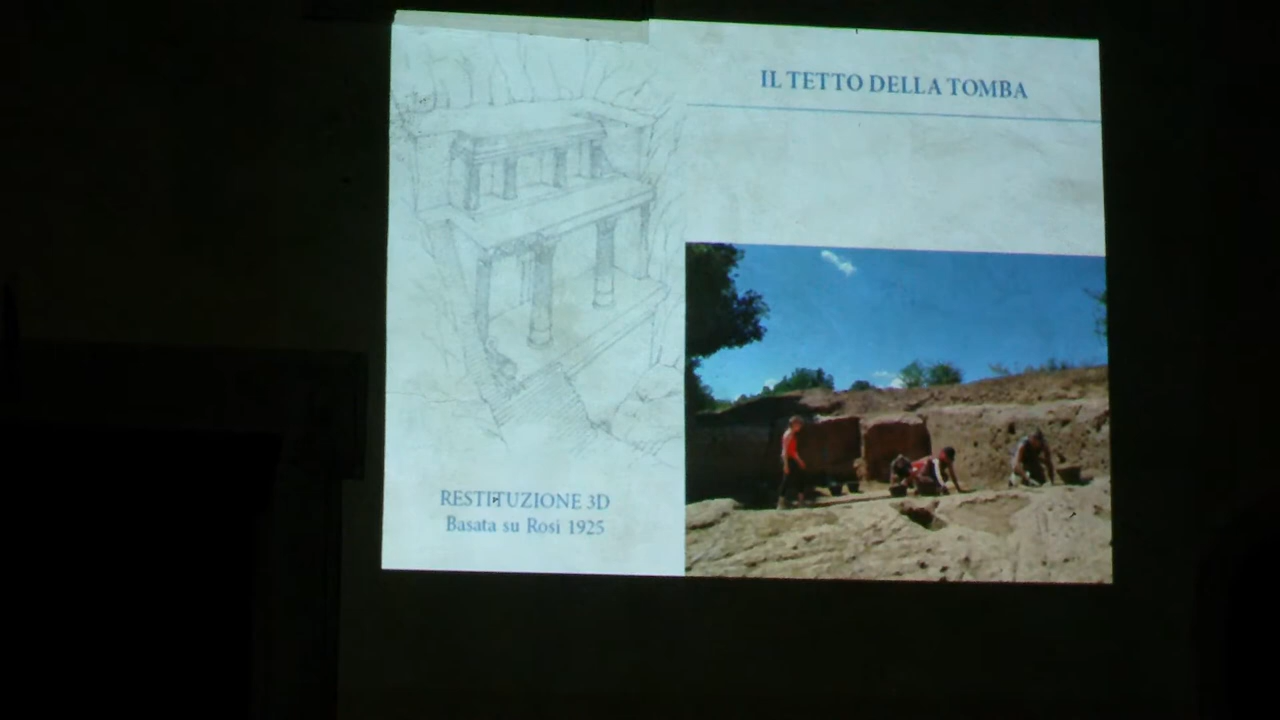 IL TETTO DELLA TOMBA
RESTITUZIONE 3D
Basata su Rosi 1925